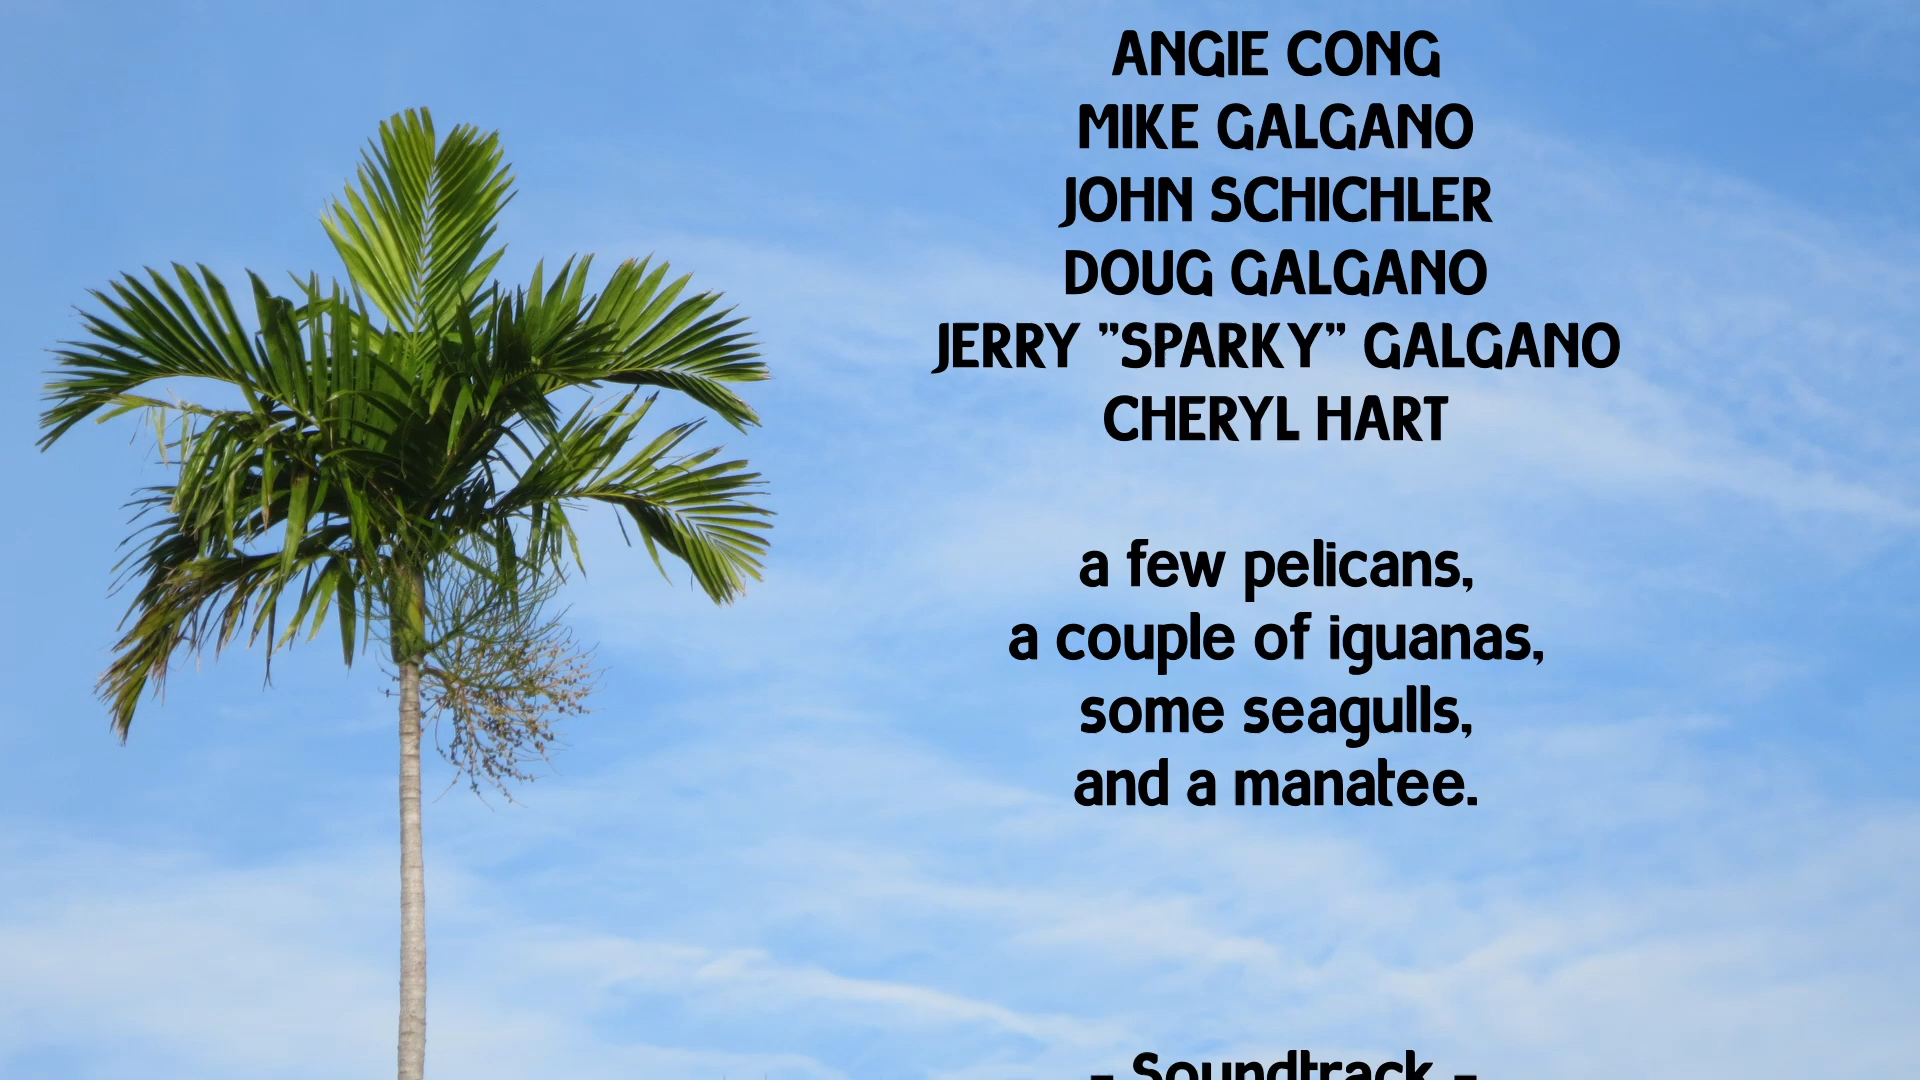 ANGIE CONG
MIKE GALGANO
JOHN SCHICHLER
DOUG GALGANO
JERRY "SPARKY" GALGANO
CHERYL HART
a few pelicans,
a couple of iguanas,
some seagulls,
and a manatee.
- Soundtrack -